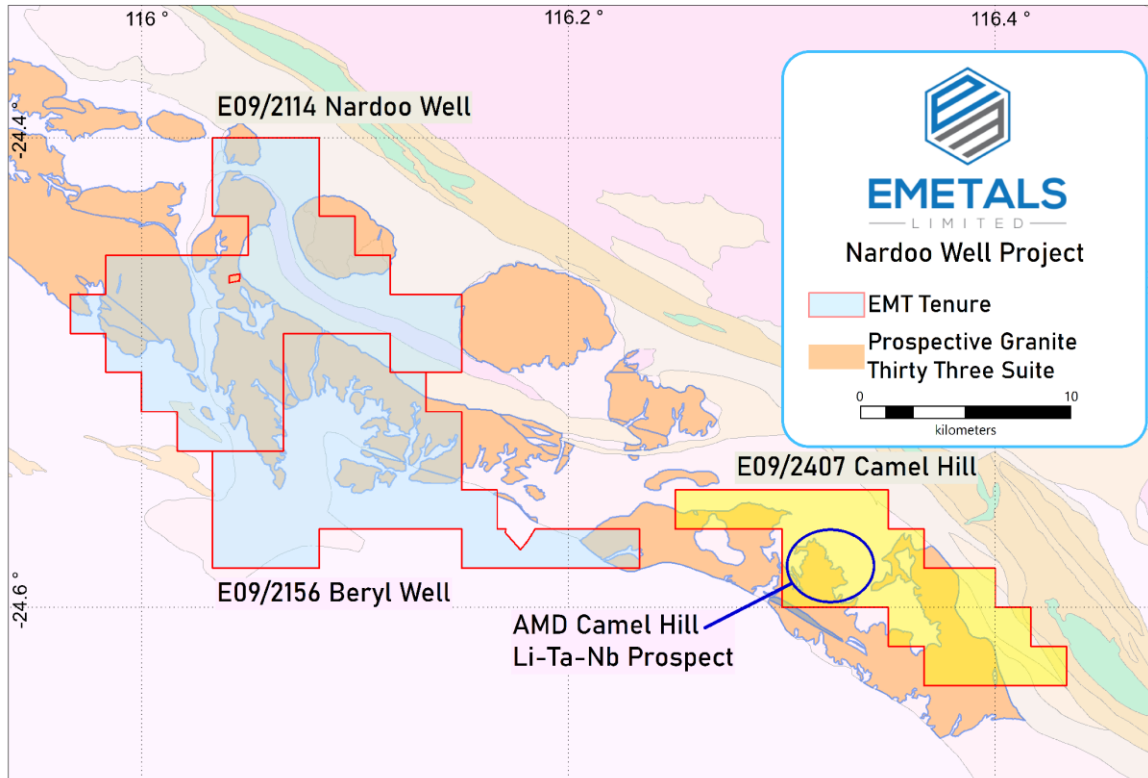 116 °
116.2 °
116.4 °
-24.4 °
-24.6 °
E09/2114 Nardoo Well
EMETALS
LIMITED
Nardoo Well Project
EMT Tenure
Prospective Granite
Thirty Three Suite
0
10
kilometers
E09/2407 Camel Hill
E09/2156 Beryl Well
AMD Camel Hill
Li-Ta-Nb Prospect